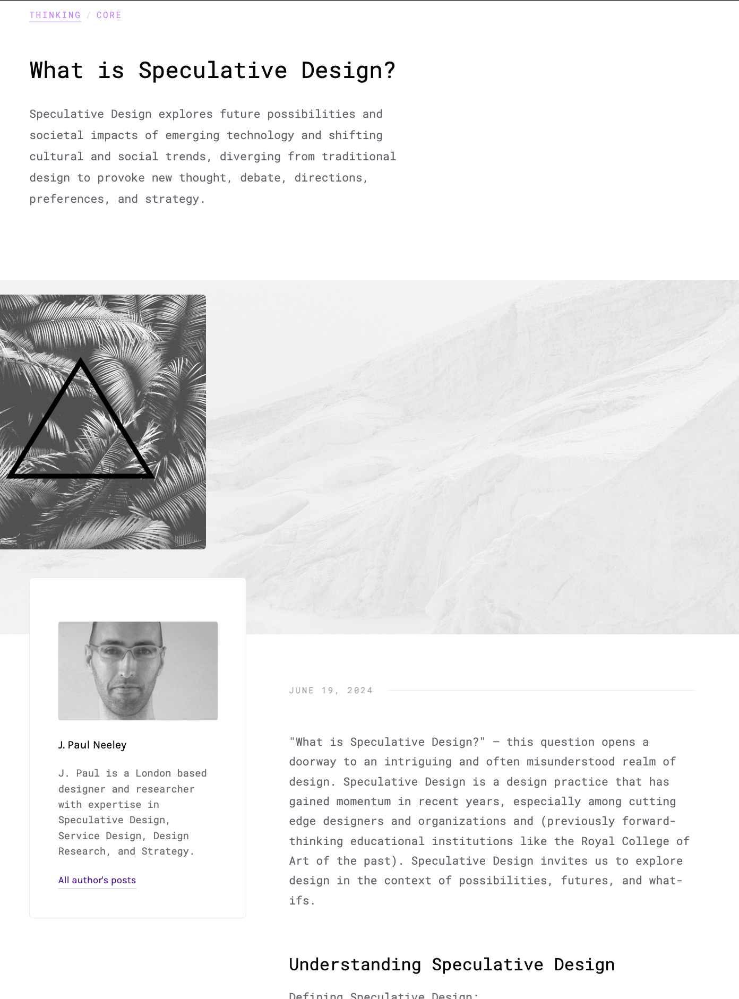 THINKING / CORE
What is Speculative Design?
Speculative Design explores future possibilities and
societal impacts of emerging technology and shifting
cultural and social trends, diverging from traditional
design to provoke new thought, debate, directions,
preferences, and strategy.
J. Paul Neeley
J. Paul is a London based
designer and researcher
with expertise in
Speculative Design,
Service Design, Design
Research, and Strategy.
All author's posts
JUNE 19, 2024
"What is Speculative Design?" — this question opens a
doorway to an intriguing and often misunderstood realm of
design. Speculative Design is a design practice that has
gained momentum in recent years, especially among cutting
edge designers and organizations and (previously forward-
thinking educational institutions like the Royal College of
Art of the past). Speculative Design invites us to explore
design in the context of possibilities, futures, and what-
ifs.
Understanding Speculative Design
Defining Speculative Design: